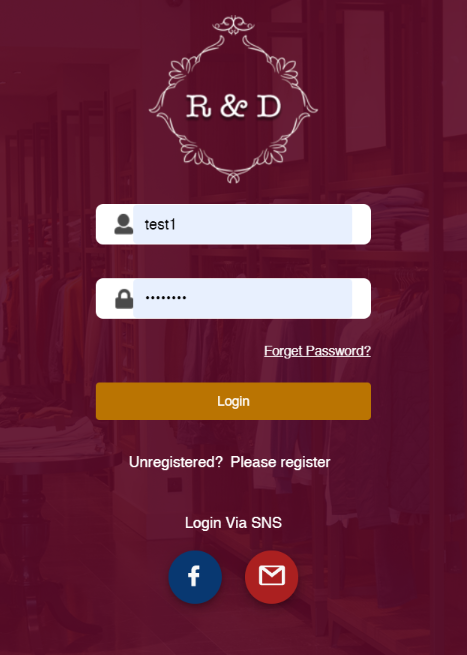 R & D
test1
••••••••
Forget Password?
Login
Unregistered? Please register
Login Via SNS
f